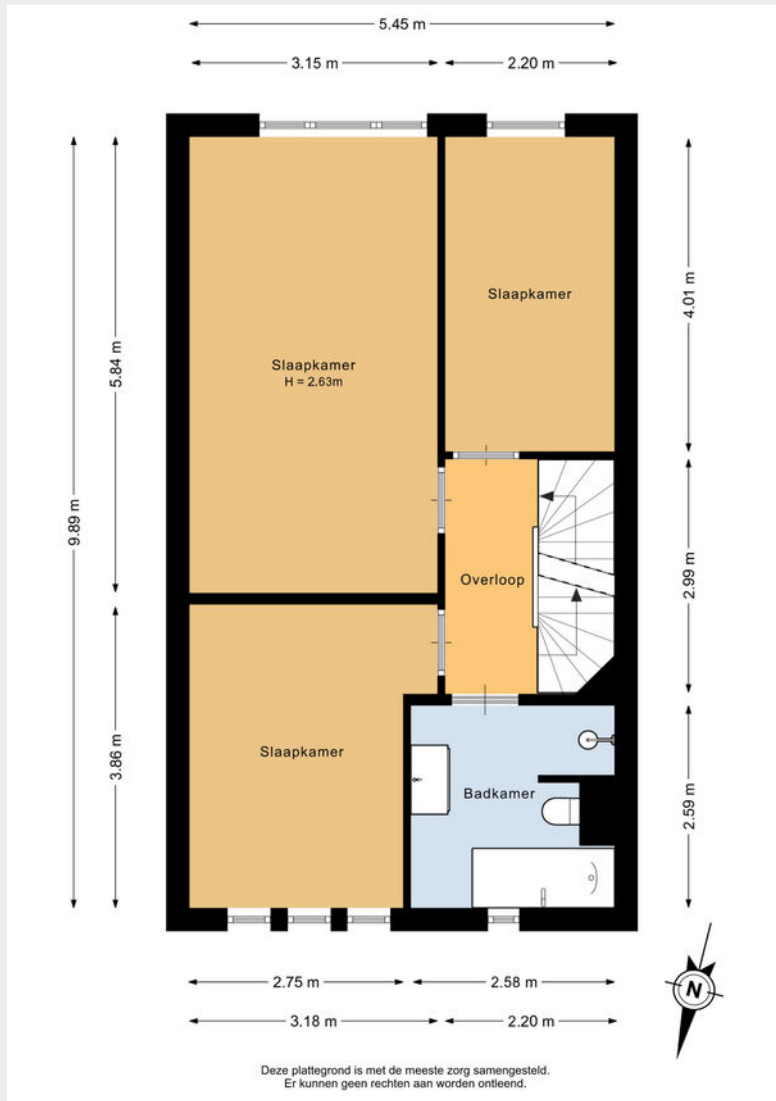 5.45 m
3.15 m
2.20 m
Slaapkamer
4.01 m
5.84 m
Slaapkamer
H = 2.63m
9.89 m
Overloop
2.99 m
Slaapkamer
3.86 m
Badkamer
2.59 m
2.75 m
2.58 m
N
3.18 m
2.20 m
Deze plattegrond is met de meeste zorg samengesteld.
Er kunnen geen rechten aan worden ontleend.